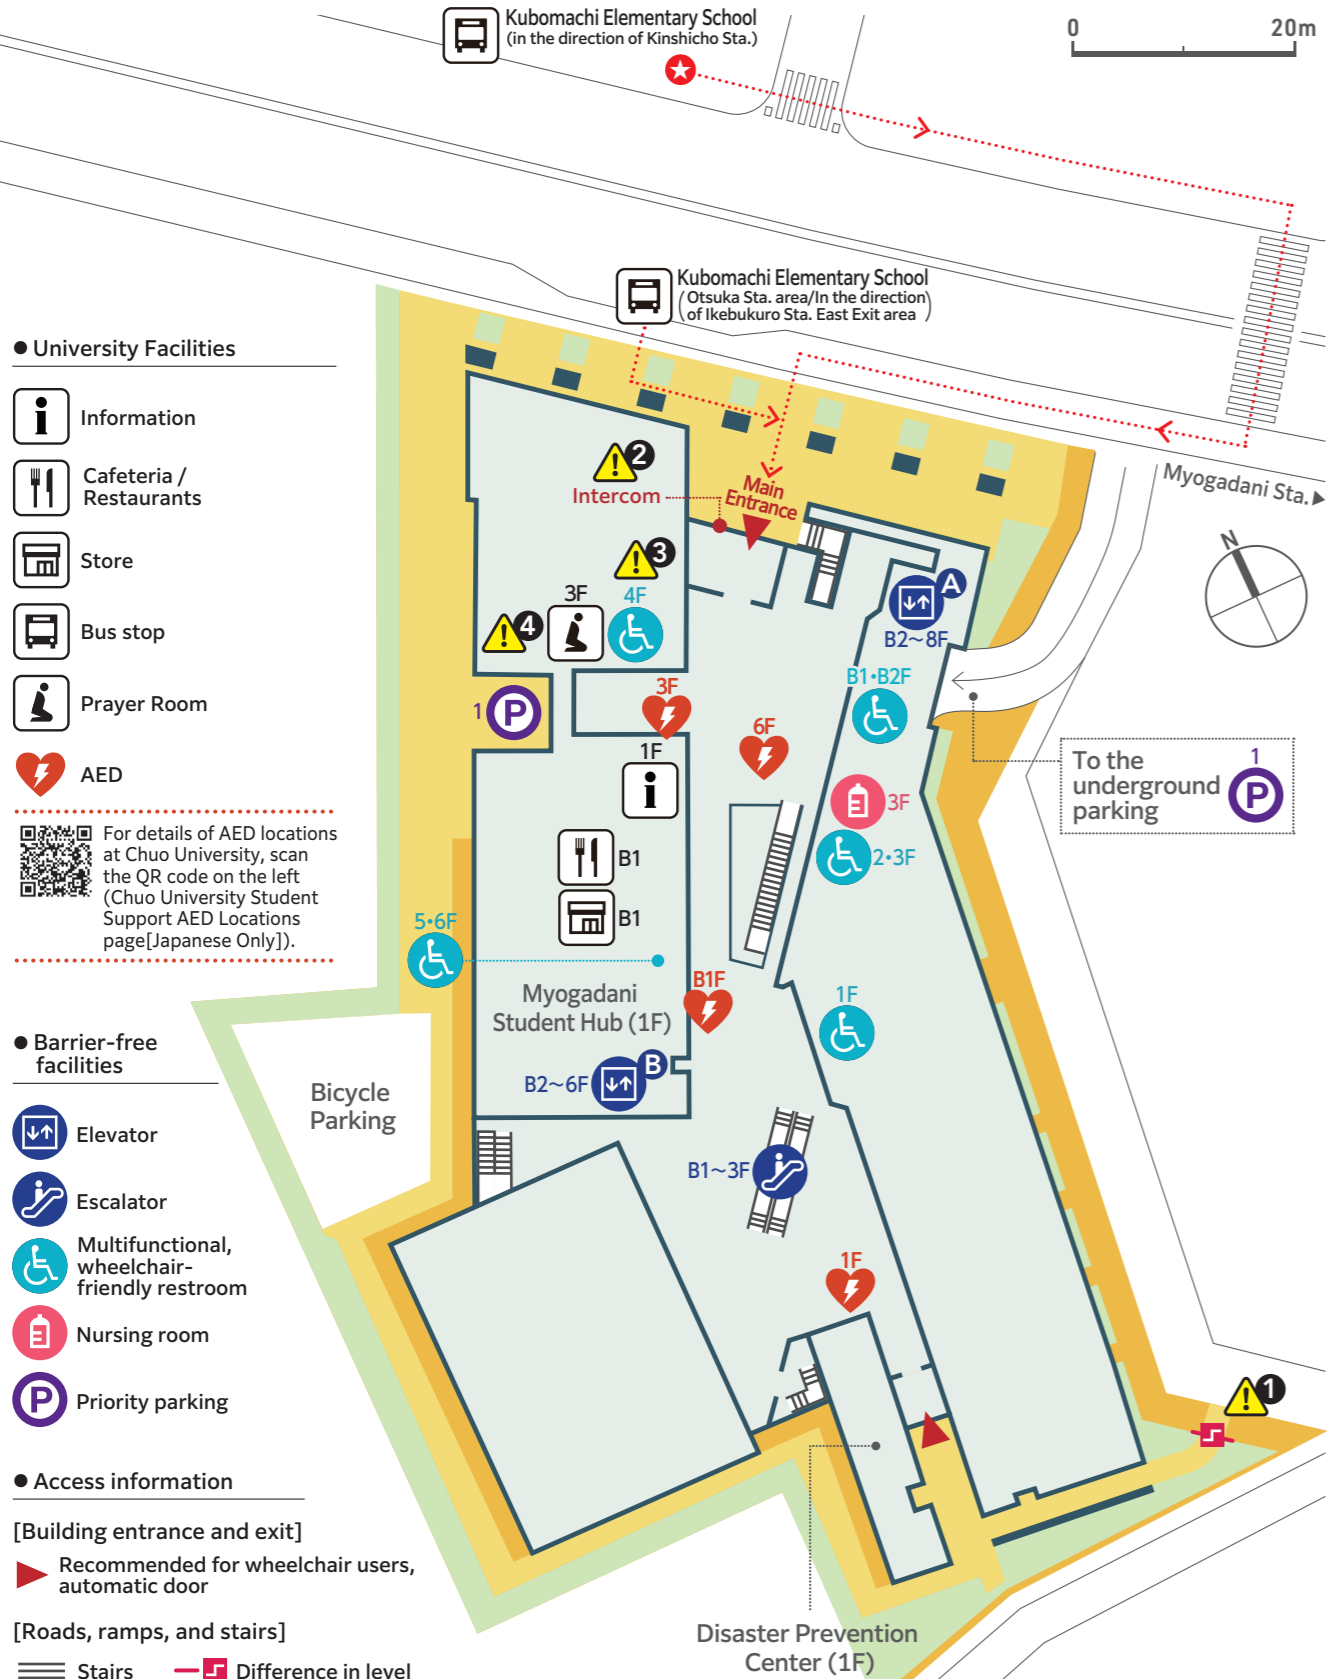 Kubomachi Elementary School
(in the direction of Kinshicho Sta.)
0 20m
Kubomachi Elementary School
(Otsuka Sta. area/In the direction
of Ikebukuro Sta. East Exit area)
Myogadani Sta.
N
● University Facilities
Information
Cafeteria /
Restaurants
Store
Bus stop
Prayer Room
AED
For details of AED locations
at Chuo University, scan
the QR code on the left
(Chuo University Student
Support AED Locations
page[Japanese Only]).
● Barrier-free
facilities
Elevator
Escalator
Multifunctional,
wheelchair-
friendly restroom
Nursing room
P Priority parking
● Access information
[Building entrance and exit]
Recommended for wheelchair users,
automatic door
[Roads, ramps, and stairs]
Stairs
Difference in level
2
Intercom
Main
Entrance
3
4
3F
4F
A
B2~8F
B1•B2F
1 P
3F
6F
1F
3F
2•3F
To the
underground
parking
1
P
B1
B1
5•6F
Myogadani
Student Hub (1F)
B1F
1F
B2~6F
B
Bicycle
Parking
B1~3F
1F
1
Disaster Prevention
Center (1F)